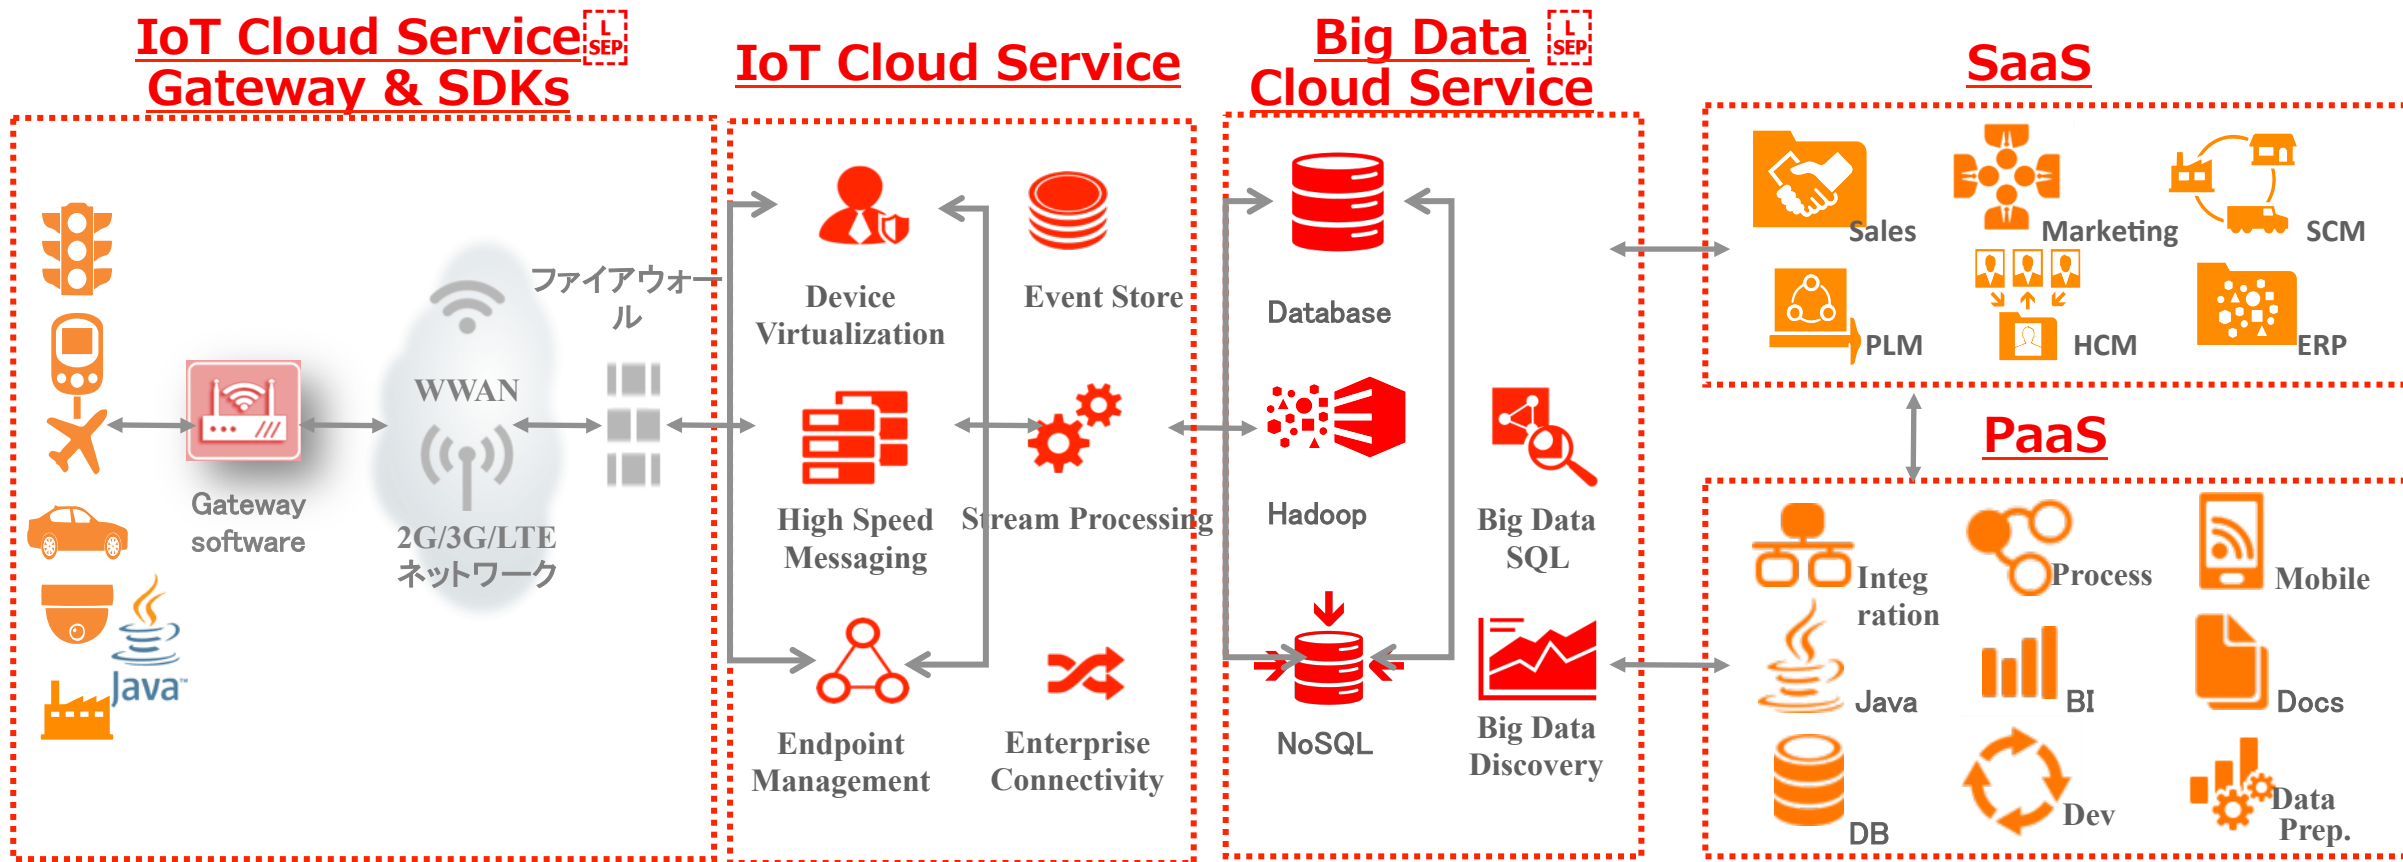 IoT Cloud Service L SEP
Gateway & SDKs
ファイアウォー
ル
WWAN
Gateway
software
2G/3G/LTE
ネットワーク
Java™
IoT Cloud Service
Device
Virtualization
Event Store
High Speed
Messaging
Stream Processing
Endpoint
Management
Enterprise
Connectivity
Big Data L SEP
Cloud Service
Database
Hadoop
Big Data
SQL
NoSQL
Big Data
Discovery
SaaS
Sales
Marketing
SCM
PLM
HCM
ERP
PaaS
Integ
ration
Process
Mobile
Java
BI
Docs
DB
Dev
Data
Prep.